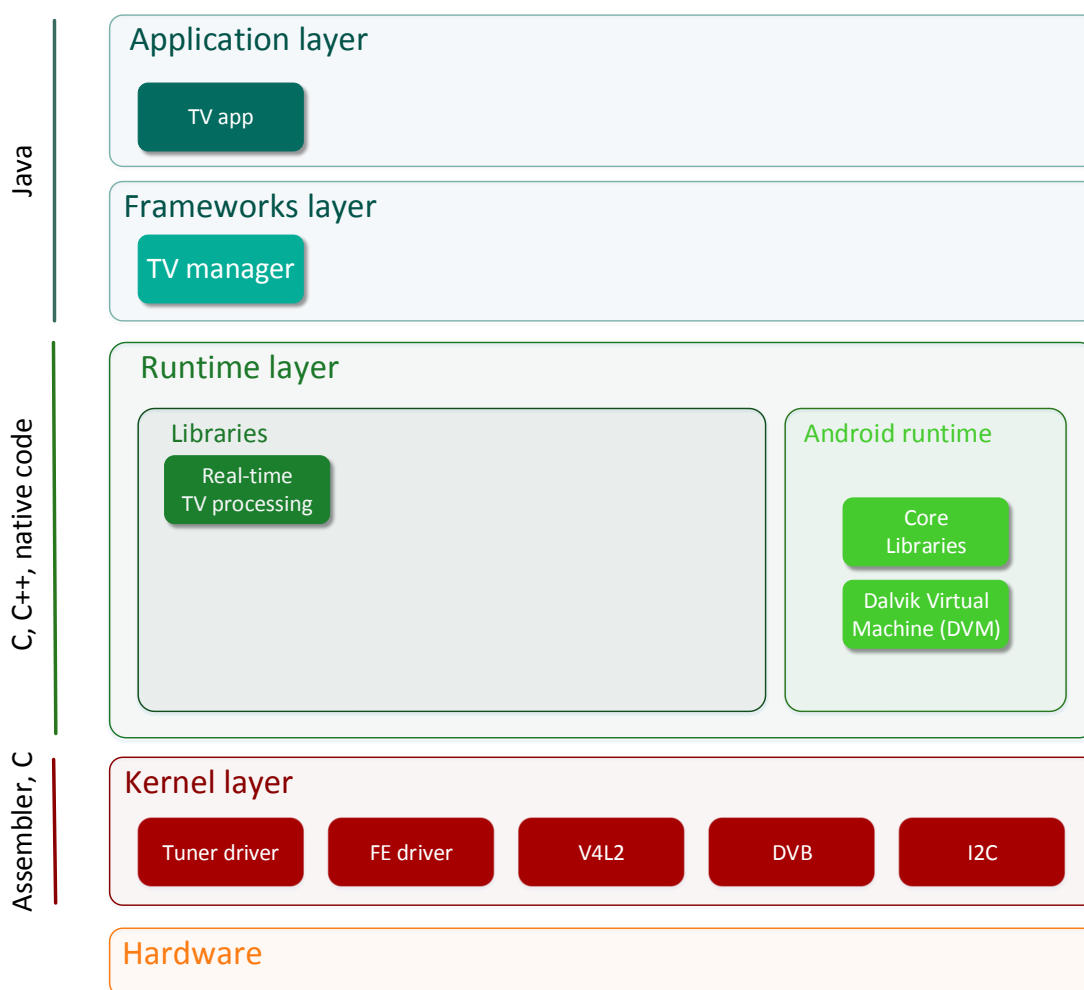 Java
Application layer
TV app
Frameworks layer
TV manager
C, C++, native code
Runtime layer
Libraries
Real-time
TV processing
Android runtime
Core
Libraries
Dalvik Virtual
Machine (DVM)
Assembler, C
Kernel layer
Tuner driver
FE driver
V4L2
DVB
I2C
Hardware